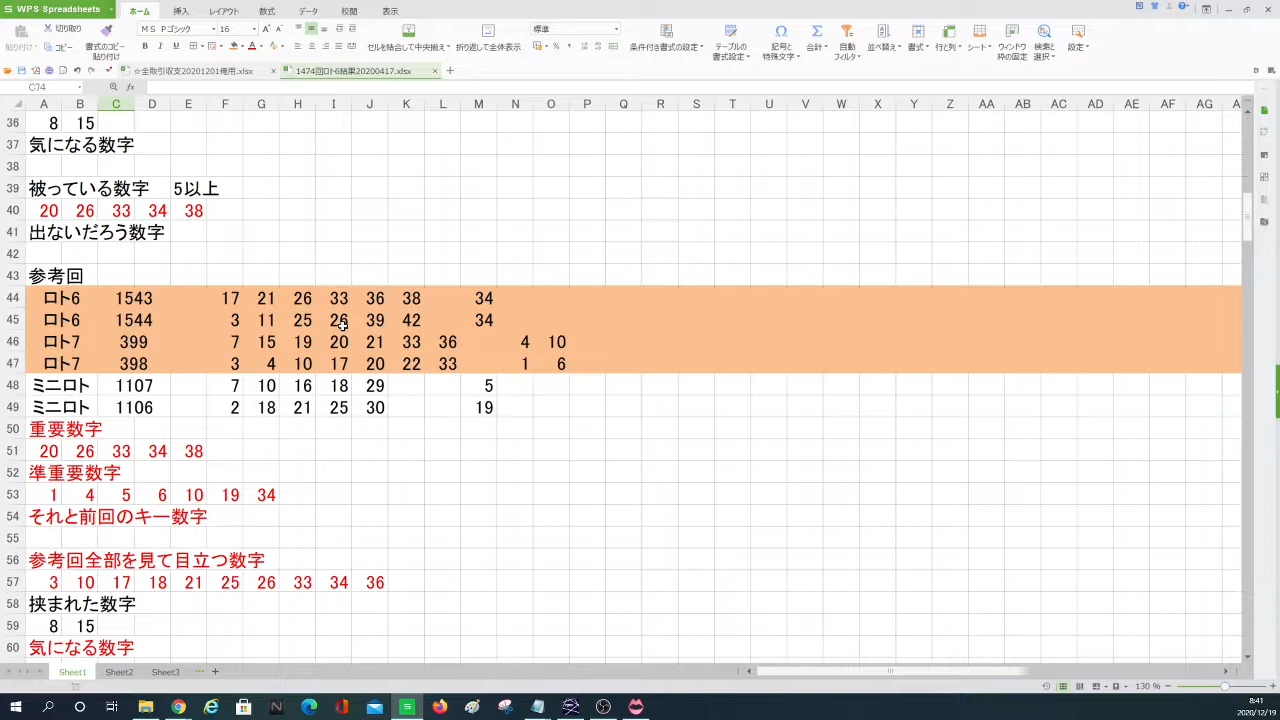 WPS Spreadsheets
ホーム 挿入 レイアウト 数式 データ 校閲 表示
貼り付け 切り取り コピー 書式のコピー 貼り付け
MS Pゴシック 16 標準
セルを結合して中央揃え 折り返して全体表示 条件付き書式の設定 テーブルの書式設定 記号と特殊文字 合計 自動フィルター 並べ替え 書式 行と列 シート ウィンドウ枠の固定 検索と選択 設定
☆全取引収支20201201俺用.xlsx 1474回ロト6結果20200417.xlsx
C74 fx
A B C D E F G H I J K L M N O P Q R S T U V W X Y Z AA AB AC AD AE AF AG
36 8 15
37 気になる数字
38
39 被っている数字 5以上
40 20 26 33 34 38
41 出ないだろう数字
42
43 参考回
44 ロト6 1543 17 21 26 33 36 38 34
45 ロト6 1544 3 11 25 26 39 42 34
46 ロト7 399 7 15 19 20 21 33 36 4 10
47 ロト7 398 3 4 10 17 20 22 33 1 6
48 ミニロト 1107 7 10 16 18 29 5
49 ミニロト 1106 2 18 21 25 30 19
50 重要数字
51 20 26 33 34 38
52 準重要数字
53 1 4 5 6 10 19 34
54 それと前回のキー数字
55
56 参考回全部を見て目立つ数字
57 3 10 17 18 21 25 26 33 34 36
58 挟まれた数字
59 8 15
60 気になる数字
Sheet1 Sheet2 Sheet3
130 %
8:41
2020/12/19